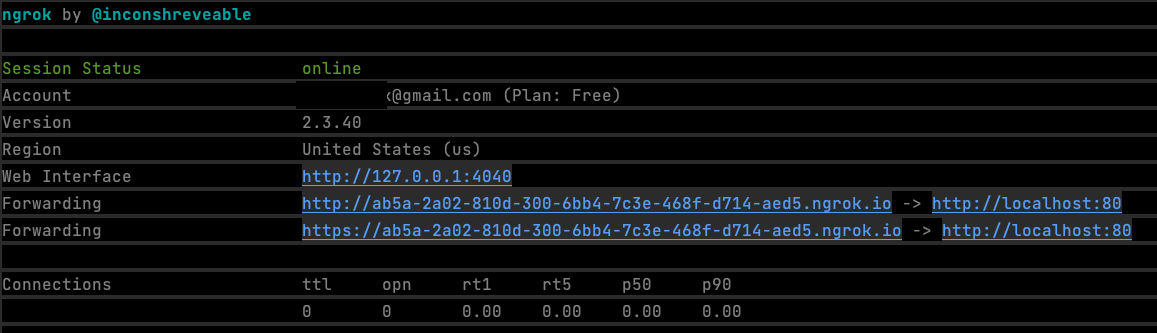 ngrok by @inconshreveable
Session Status online
Account @gmail.com (Plan: Free)
Version 2.3.40
Region United States (us)
Web Interface http://127.0.0.1:4040
Forwarding http://ab5a-2a02-810d-300-6bb4-7c3e-468f-d714-aed5.ngrok.io -> http://localhost:80
Forwarding https://ab5a-2a02-810d-300-6bb4-7c3e-468f-d714-aed5.ngrok.io -> http://localhost:80
Connections ttl opn rt1 rt5 p50 p90
0 0 0.00 0.00 0.00 0.00